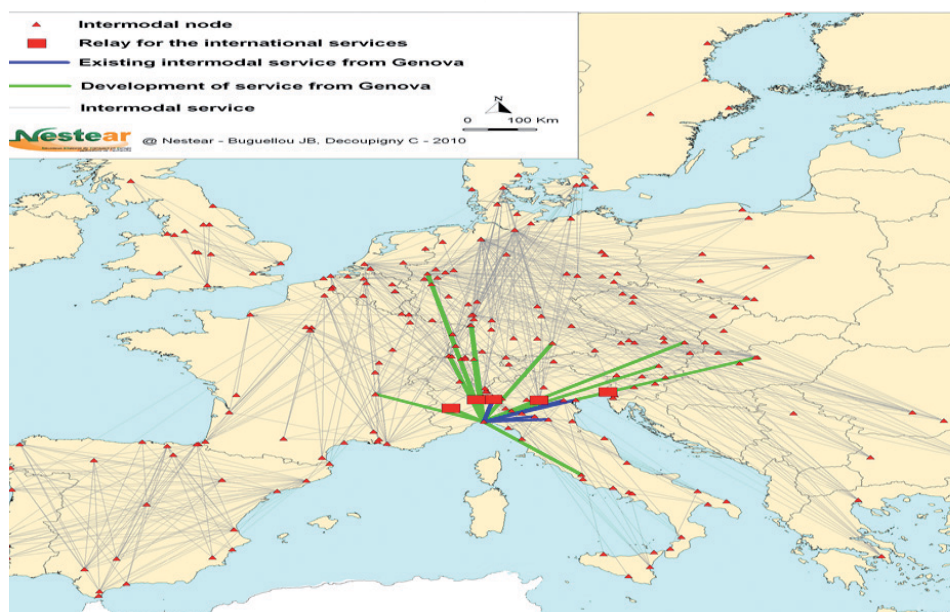 Intermodal node
Relay for the international services
Existing intermodal service from Genova
Development of service from Genova
Intermodal service
N
0 100 Km
Nestear
@ Nestear - Buguellou JB, Decoupigny C - 2010